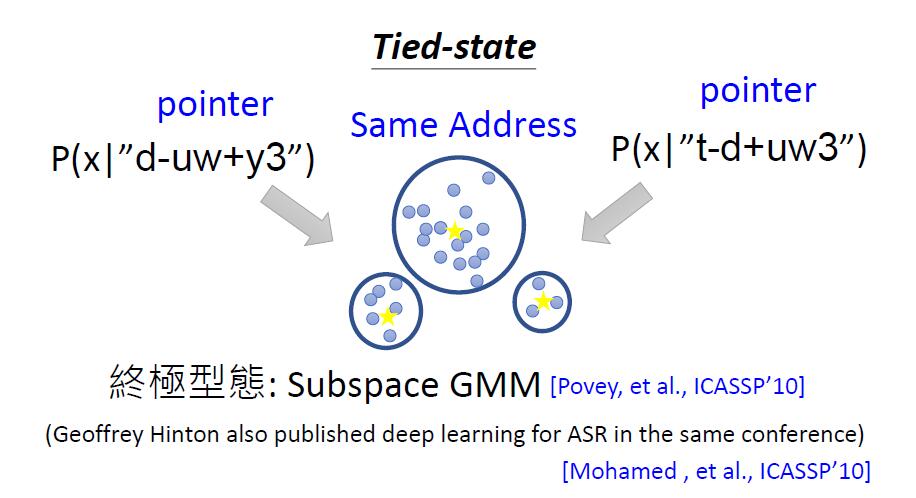 Tied-state
pointer
pointer
Same Address
P(x|”d-uw+y3”)
P(x|”t-d+uw3”)
終極型態: Subspace GMM [Povey, et al., ICASSP’10]
(Geoffrey Hinton also published deep learning for ASR in the same conference)
[Mohamed , et al., ICASSP’10]